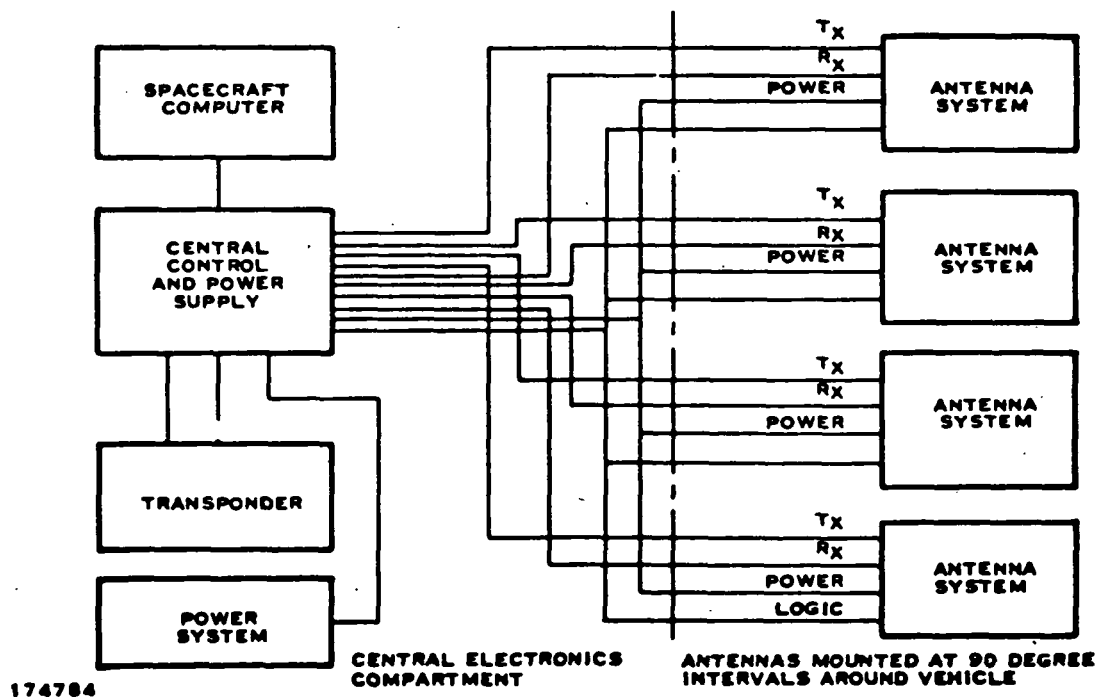 SPACECRAFT
COMPUTER
CENTRAL
CONTROL
AND POWER
SUPPLY
TRANSPONDER
POWER
SYSTEM
CENTRAL ELECTRONICS
COMPARTMENT
TX
RX
POWER
ANTENNA
SYSTEM
TX
RX
POWER
ANTENNA
SYSTEM
TX
RX
POWER
ANTENNA
SYSTEM
TX
RX
POWER
LOGIC
ANTENNA
SYSTEM
ANTENNAS MOUNTED AT 90 DEGREE
INTERVALS AROUND VEHICLE
174784